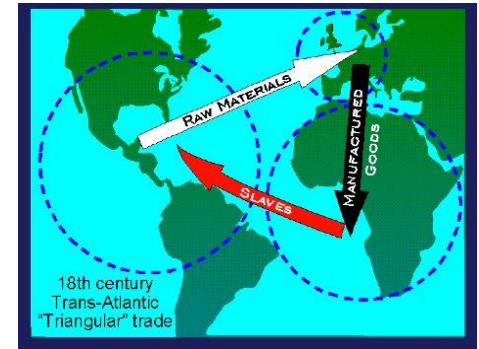 RAW MATERIALS
MANUFACTURED
GOODS
SLAVES
18th century
Trans-Atlantic
"Triangular" trade